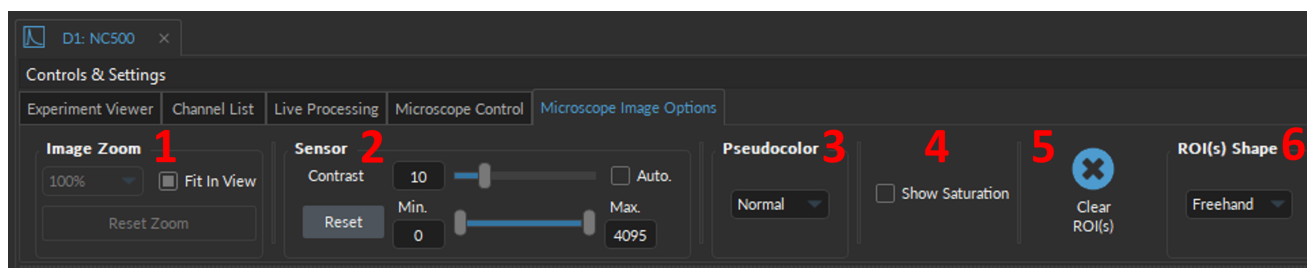 D1: NC500 ×
Controls & Settings
Experiment Viewer Channel List Live Processing Microscope Control Microscope Image Options
Image Zoom 1
100% Fit In View
Reset Zoom
Sensor 2
Contrast 10 Auto.
Reset Min. 0 Max. 4095
Pseudocolor 3
Normal
4
Show Saturation
5
Clear
ROI(s)
ROI(s) Shape 6
Freehand